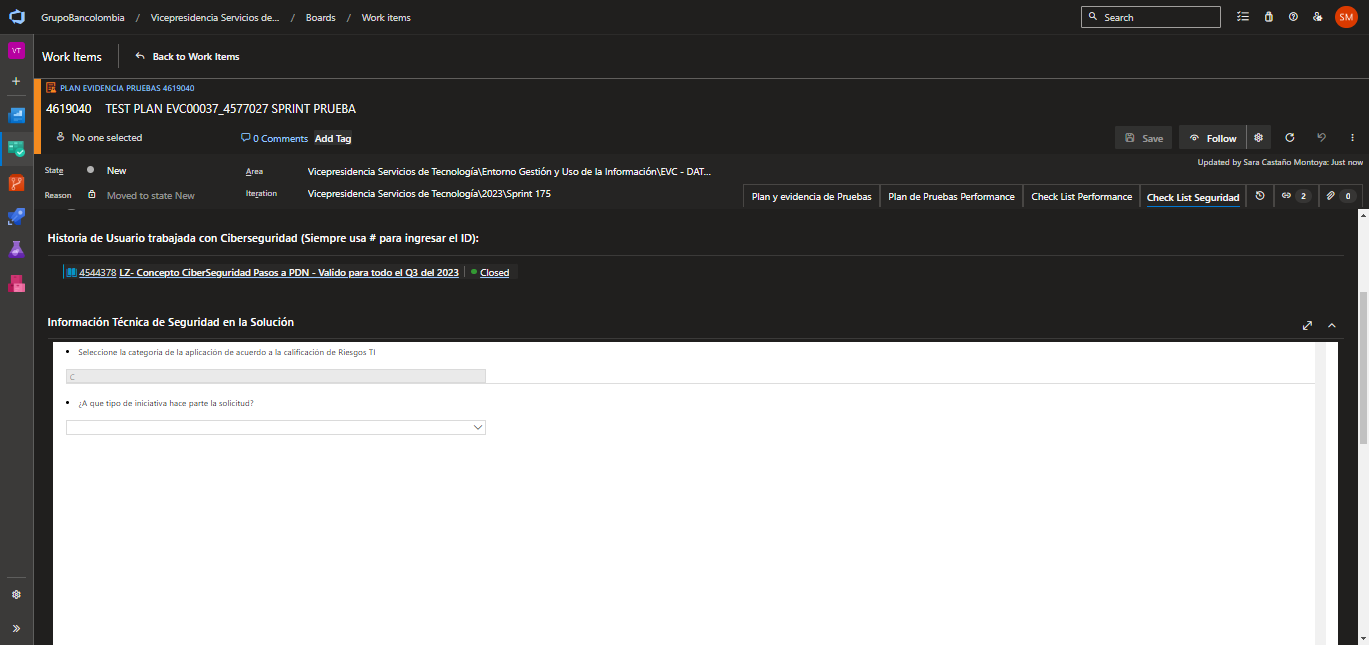 GrupoBancolombia / Vicepresidencia Servicios de... / Boards / Work items
Search
SM
VT
Work Items
Back to Work Items
PLAN EVIDENCIA PRUEBAS 4619040
4619040 TEST PLAN EVC00037_4577027 SPRINT PRUEBA
No one selected
0 Comments
Add Tag
Save
Follow
Updated by Sara Castaño Montoya: Just now
State New
Area Vicepresidencia Servicios de Tecnología\Entorno Gestión y Uso de la Información\EVC - DAT...
Reason Moved to state New
Iteration Vicepresidencia Servicios de Tecnología\2023\Sprint 175
Plan y evidencia de Pruebas
Plan de Pruebas Performance
Check List Performance
Check List Seguridad
2
0
Historia de Usuario trabajada con Ciberseguridad (Siempre usa # para ingresar el ID):
4544378 LZ- Concepto CiberSeguridad Pasos a PDN - Valido para todo el Q3 del 2023 Closed
Información Técnica de Seguridad en la Solución
• Seleccione la categoría de la aplicación de acuerdo a la calificación de Riesgos TI
C
• ¿A que tipo de iniciativa hace parte la solicitud?